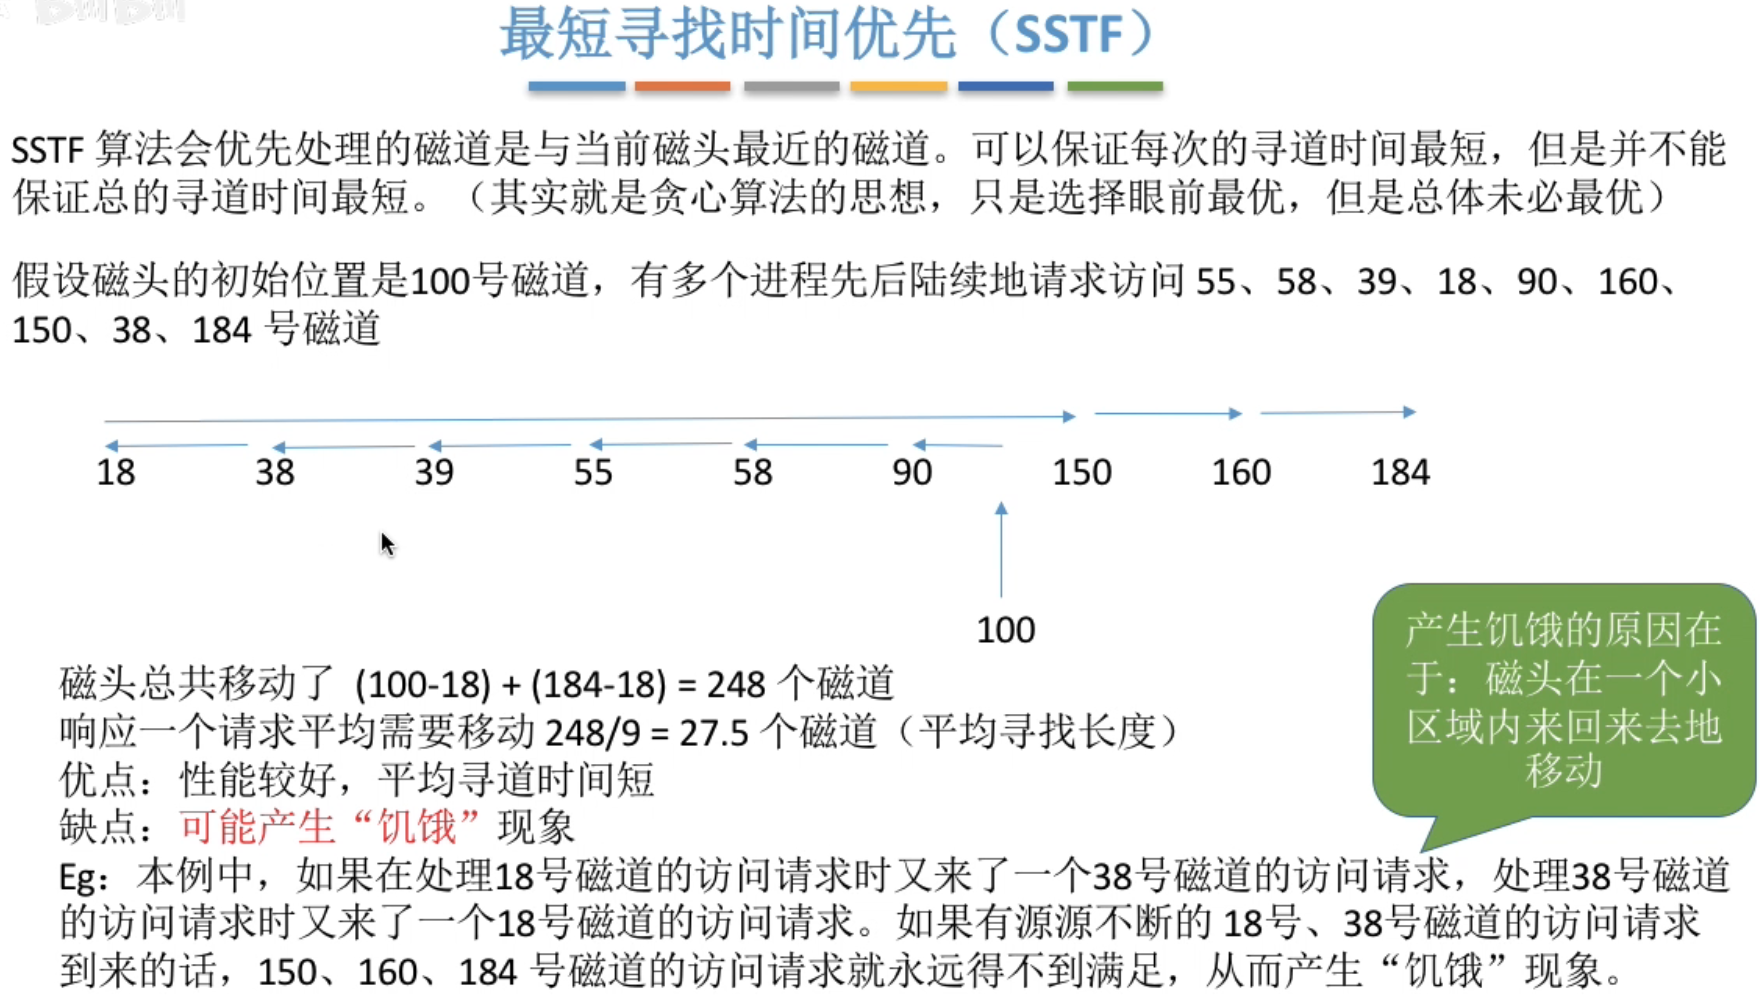 最短寻找时间优先（SSTF）
SSTF 算法会优先处理的磁道是与当前磁头最近的磁道。可以保证每次的寻道时间最短，但是并不能
保证总的寻道时间最短。（其实就是贪心算法的思想，只是选择眼前最优，但是总体未必最优）
假设磁头的初始位置是100号磁道，有多个进程先后陆续地请求访问 55、58、39、18、90、160、
150、38、184 号磁道
18 38 39 55 58 90 150 160 184
100
磁头总共移动了 (100-18) + (184-18) = 248 个磁道
响应一个请求平均需要移动 248/9 = 27.5 个磁道（平均寻找长度）
优点：性能较好，平均寻道时间短
缺点：可能产生“饥饿”现象
Eg：本例中，如果在处理18号磁道的访问请求时又来了一个38号磁道的访问请求，处理38号磁道
的访问请求时又来了一个18号磁道的访问请求。如果有源源不断的 18号、38号磁道的访问请求
到来的话，150、160、184 号磁道的访问请求就永远得不到满足，从而产生“饥饿”现象。
产生饥饿的原因在
于：磁头在一个小
区域内来回来去地
移动